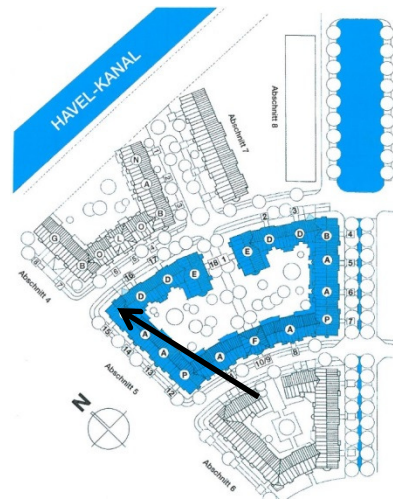 HAVEL-KANAL
Abschnitt 8
Abschnitt 7
N
A
O
B
L
O
O
B
G
Abschnitt 4
2
3
E
D
D
B
4
A
5
A
6
P
7
18
1
17
16
E
D
D
15
14
13
12
A
A
P
A
F
A
10/9
8
Abschnitt 5
N
Abschnitt 6